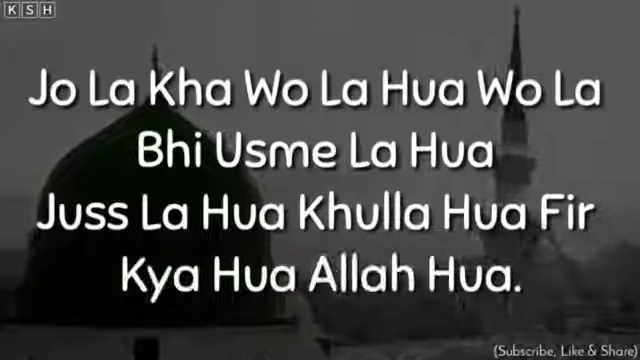 KSH
Jo La Kha Wo La Hua Wo La
Bhi Usme La Hua
Juss La Hua Khulla Hua Fir
Kya Hua Allah Hua.
(Subscribe, Like & Share)